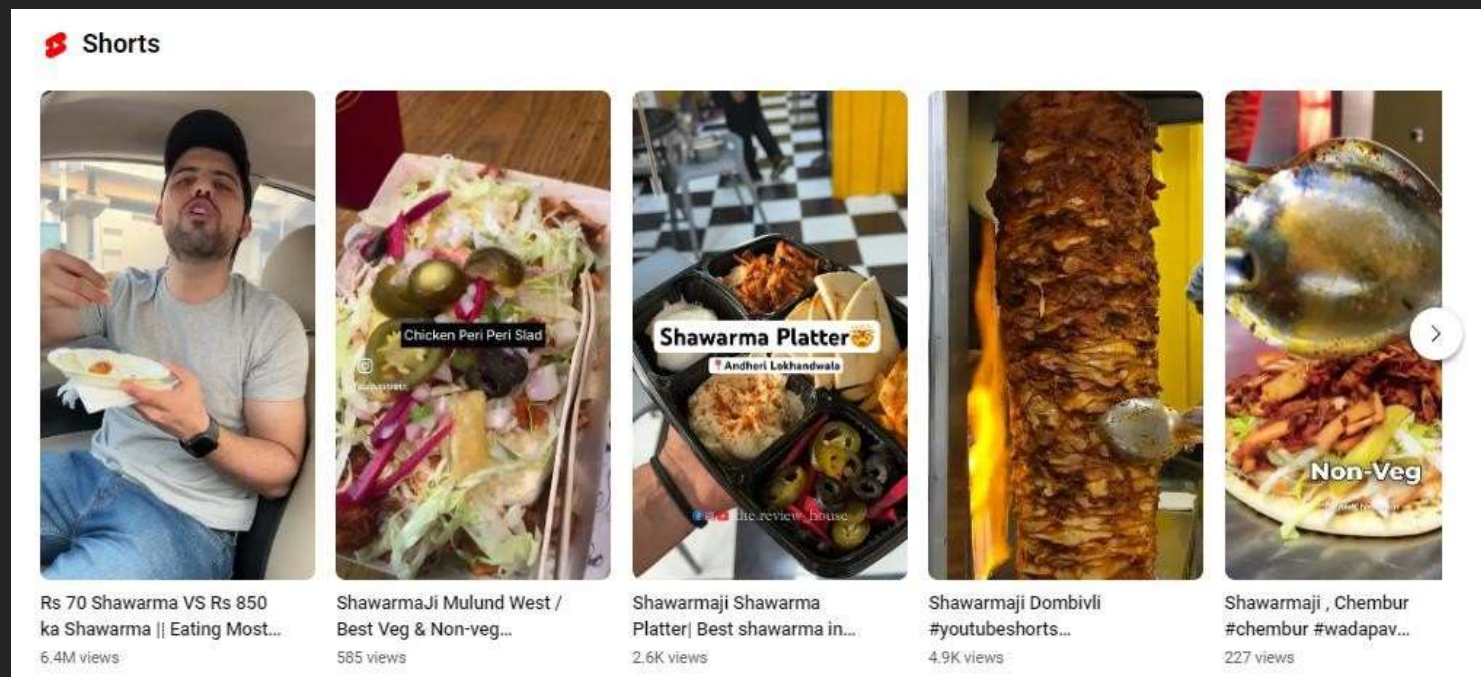 Shorts
Chicken Peri Peri Slad
Shawarma Platter
Andheri Lokhandwala
the.review_house
Non-Veg
Rs 70 Shawarma VS Rs 850
ka Shawarma || Eating Most...
6.4M views
ShawarmaJi Mulund West /
Best Veg & Non-veg...
585 views
Shawarmaji Shawarma
Platter| Best shawarma in...
2.6K views
Shawarmaji Dombivli
#youtubeshorts...
4.9K views
Shawarmaji , Chembur
#chembur #wadapav...
227 views